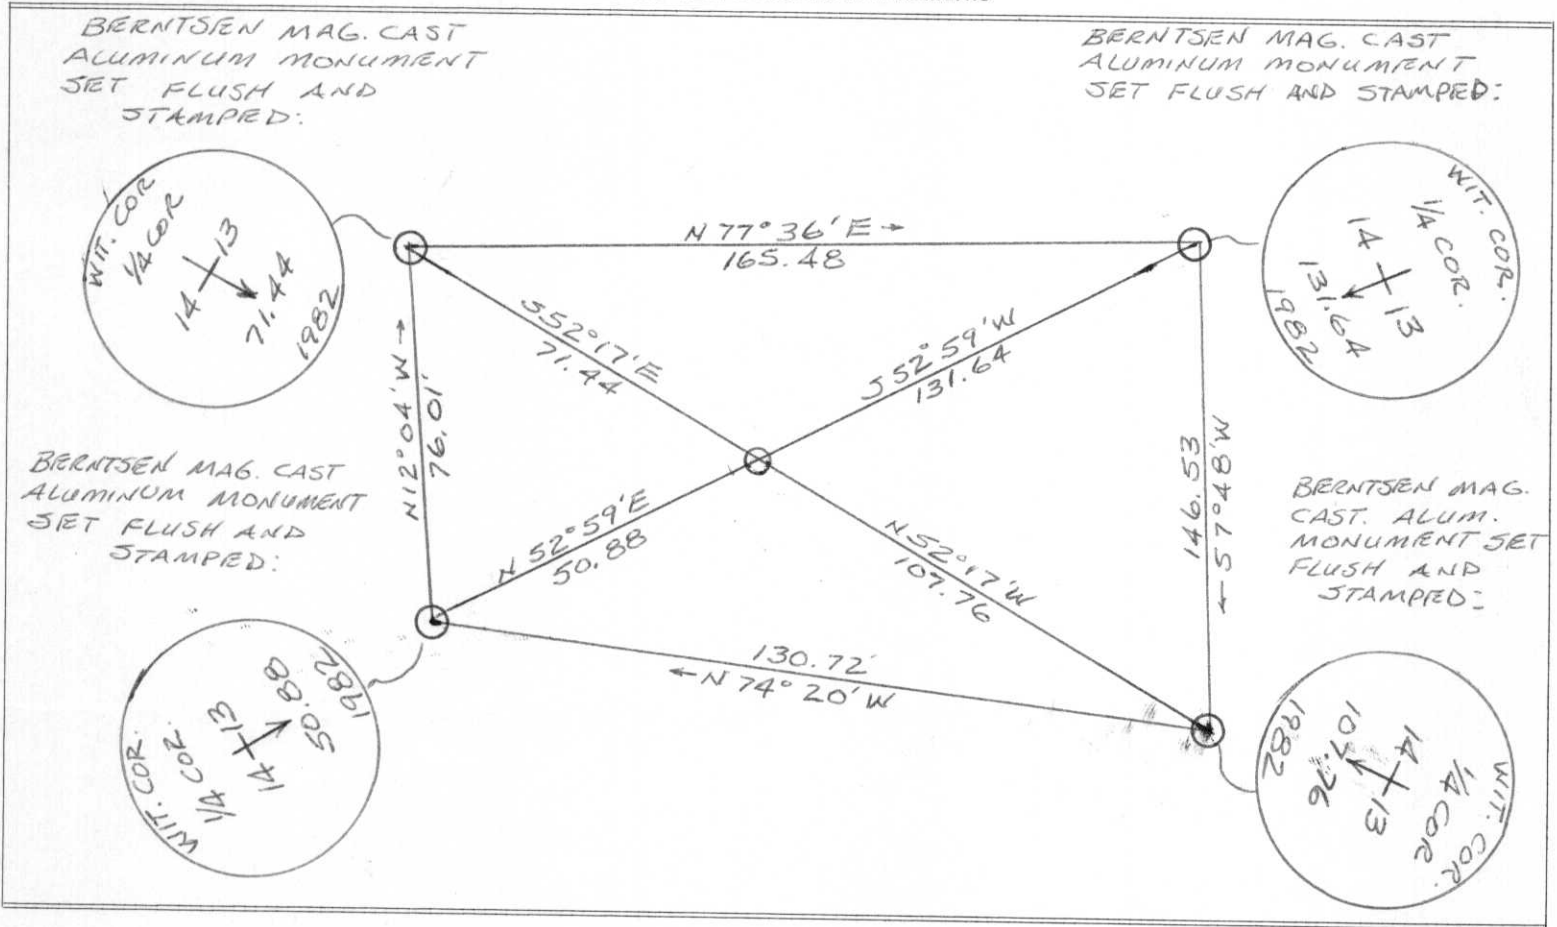 BERNTSEN MAG. CAST
ALUMINUM MONUMENT
SET FLUSH AND
STAMPED:
BERNTSEN MAG. CAST
ALUMINUM MONUMENT
SET FLUSH AND STAMPED:
WIT. COR
1/4 COR
14 13
71.44
1982
N 77° 36' E
165.48
WIT. COR.
1/4 COR.
14 13
131.64
1982
S52°17'E
71.44
S 52° 59' W
131.64
N12°04'W
76.01'
BERNTSEN MAG. CAST
ALUMINUM MONUMENT
SET FLUSH AND
STAMPED:
N 52° 59' E
50.88
N 52° 17' W
107.76
146.53
S 7° 48' W
BERNTSEN MAG.
CAST. ALUM.
MONUMENT SET
FLUSH AND
STAMPED:
130.72
N 74° 20' W
WIT. COR.
1/4 COR.
14 13
50.88
1982
WIT. COR.
1/4 COR
14 13
107.76
1982